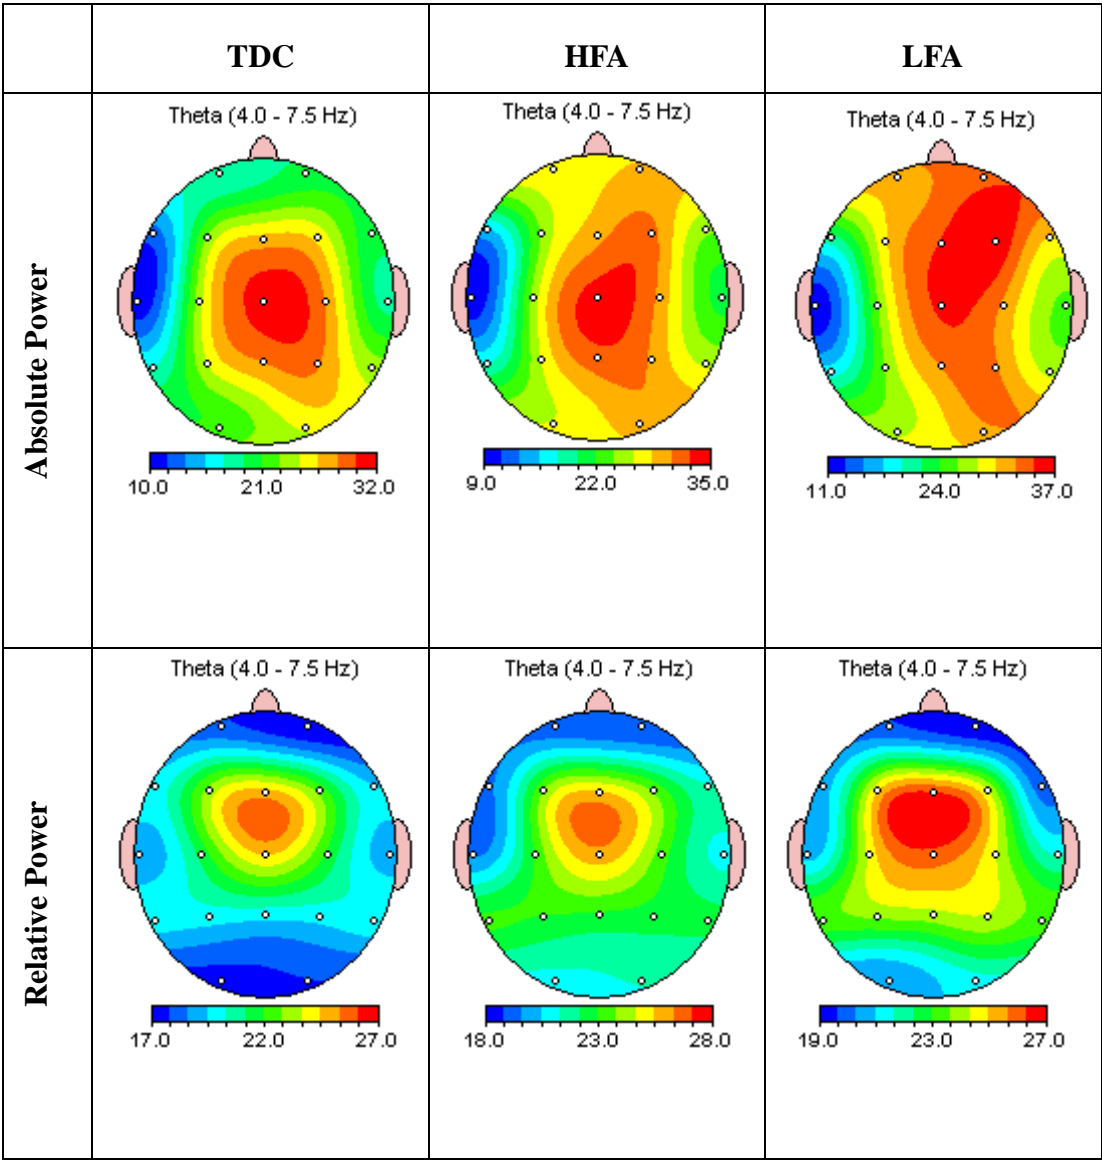 TDC HFA LFA
Absolute Power
Theta (4.0 - 7.5 Hz) Theta (4.0 - 7.5 Hz) Theta (4.0 - 7.5 Hz)
10.0 21.0 32.0 9.0 22.0 35.0 11.0 24.0 37.0
Relative Power
Theta (4.0 - 7.5 Hz) Theta (4.0 - 7.5 Hz) Theta (4.0 - 7.5 Hz)
17.0 22.0 27.0 18.0 23.0 28.0 19.0 23.0 27.0